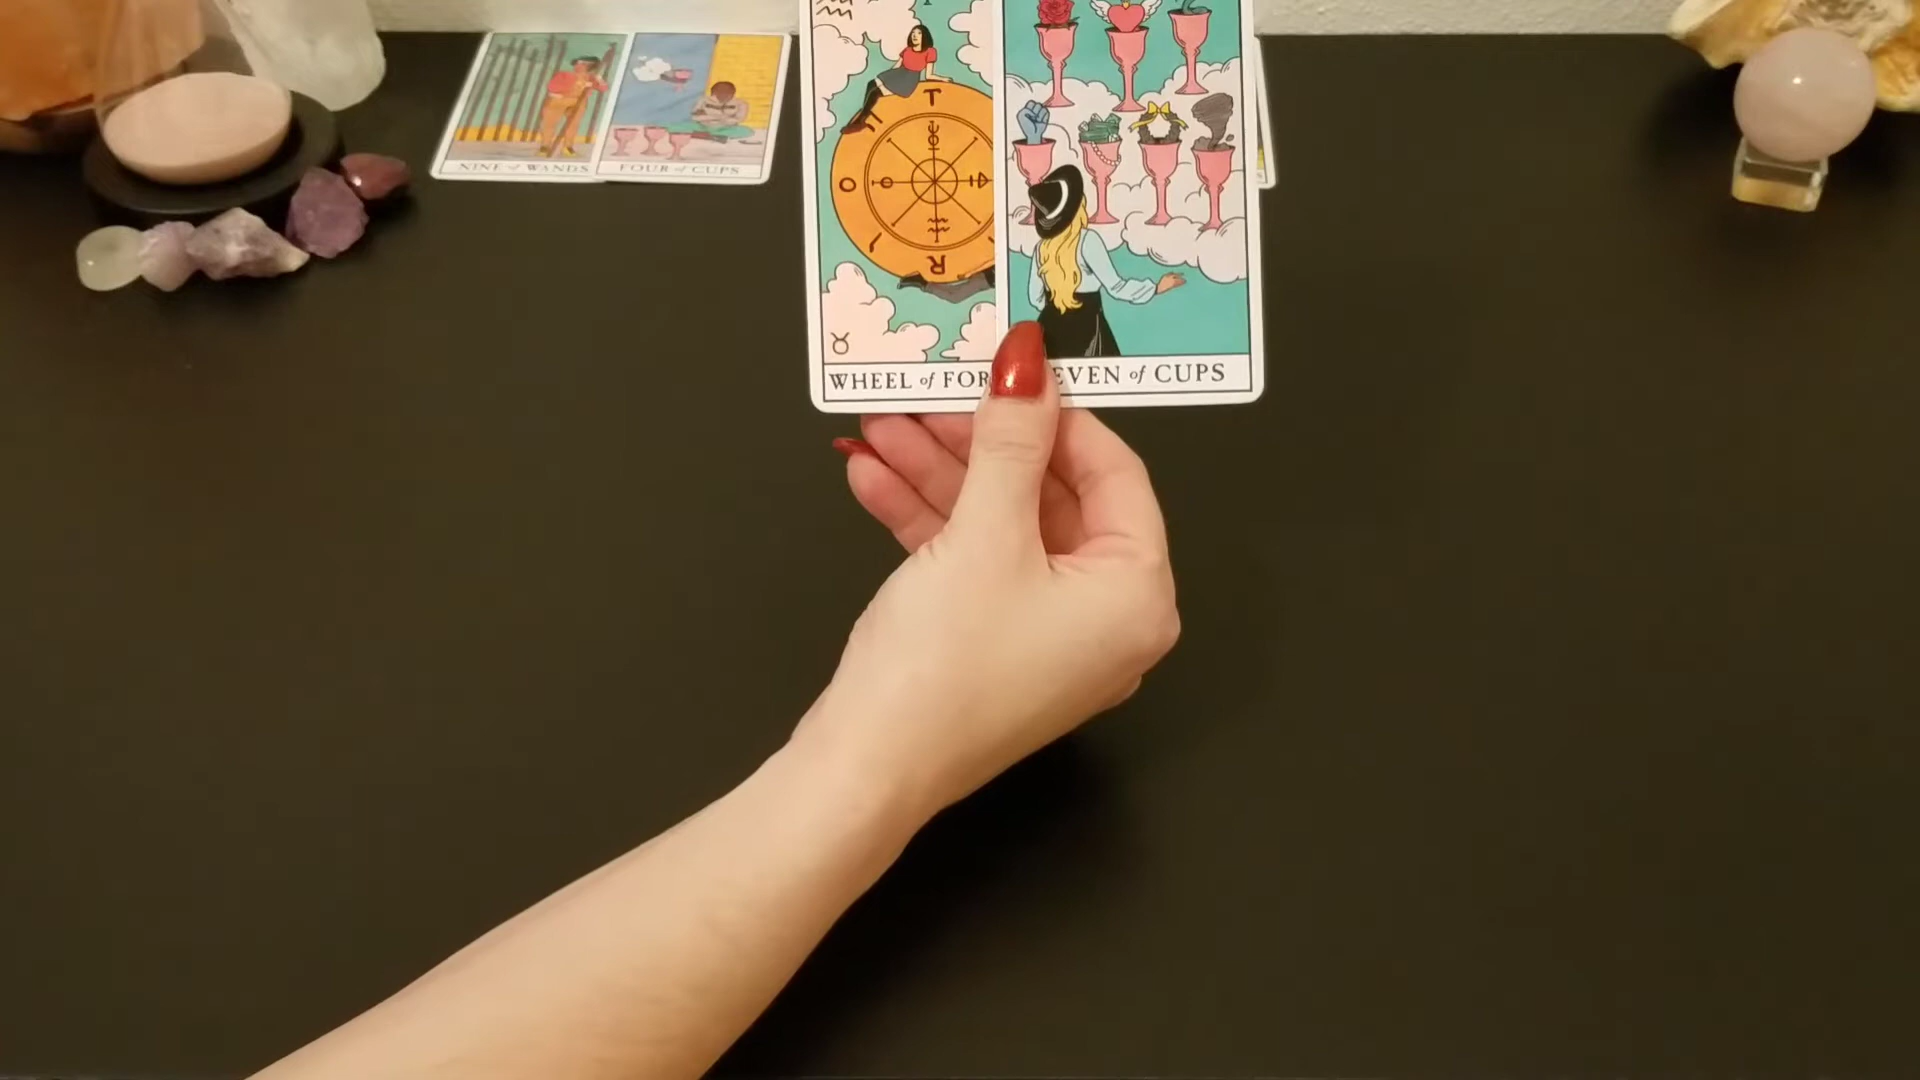 NINE of WANDS
FOUR of CUPS
T
O
R
WHEEL of FOR
EVEN of CUPS
S